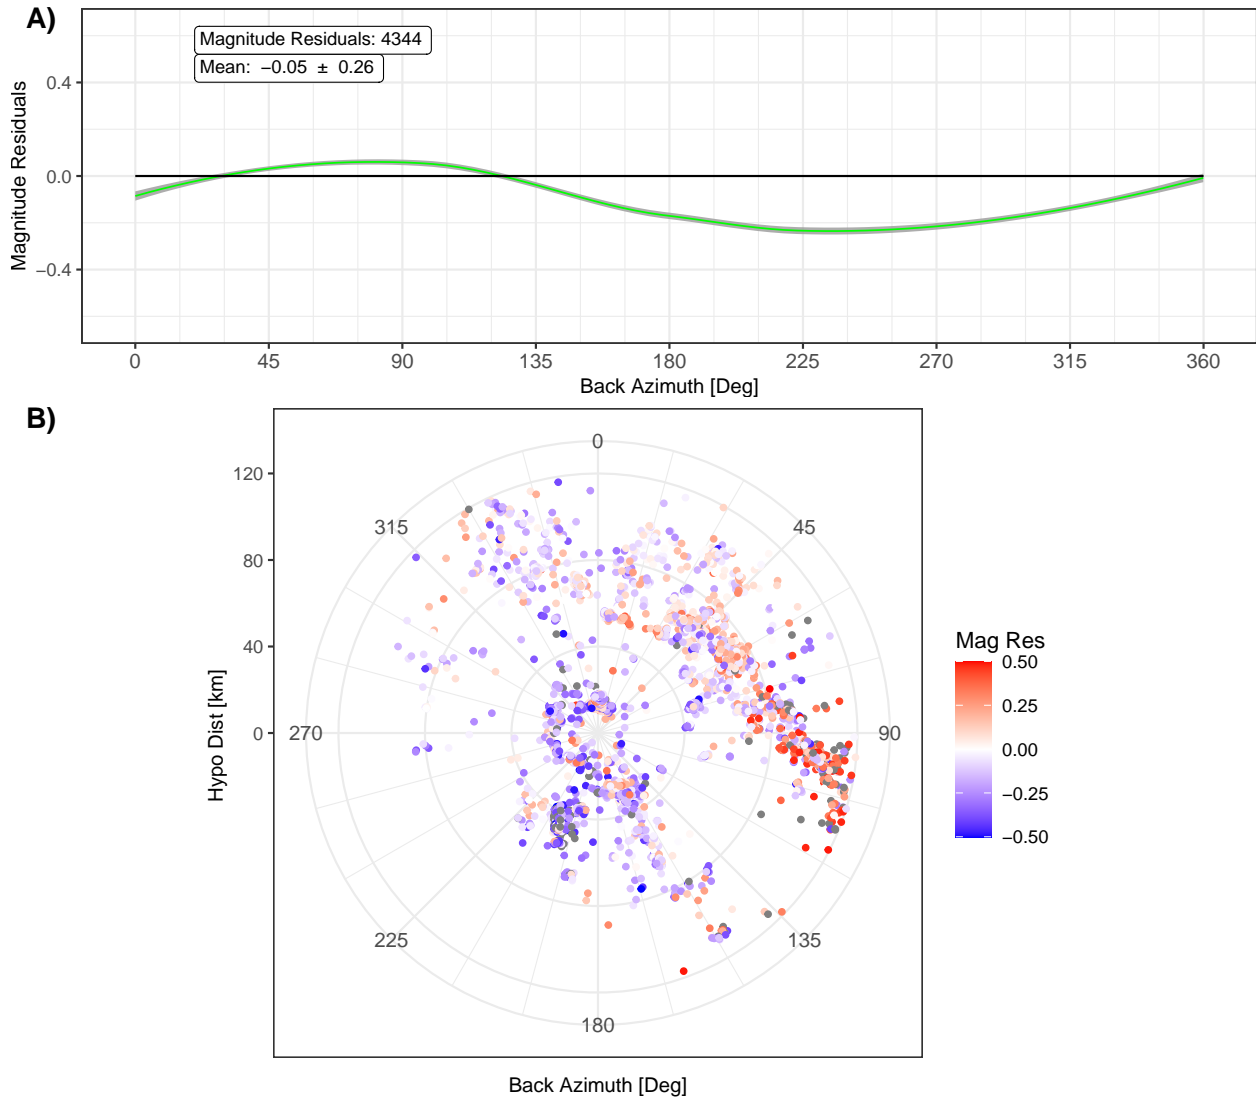 A)
Magnitude Residuals: 4344
Mean: −0.05 ± 0.26
0.4
0.0
−0.4
Magnitude Residuals
0 45 90 135 180 225 270 315 360
Back Azimuth [Deg]
B)
0
45
90
135
180
225
270
315
120
80
40
0
Hypo Dist [km]
Back Azimuth [Deg]
Mag Res
0.50
0.25
0.00
−0.25
−0.50